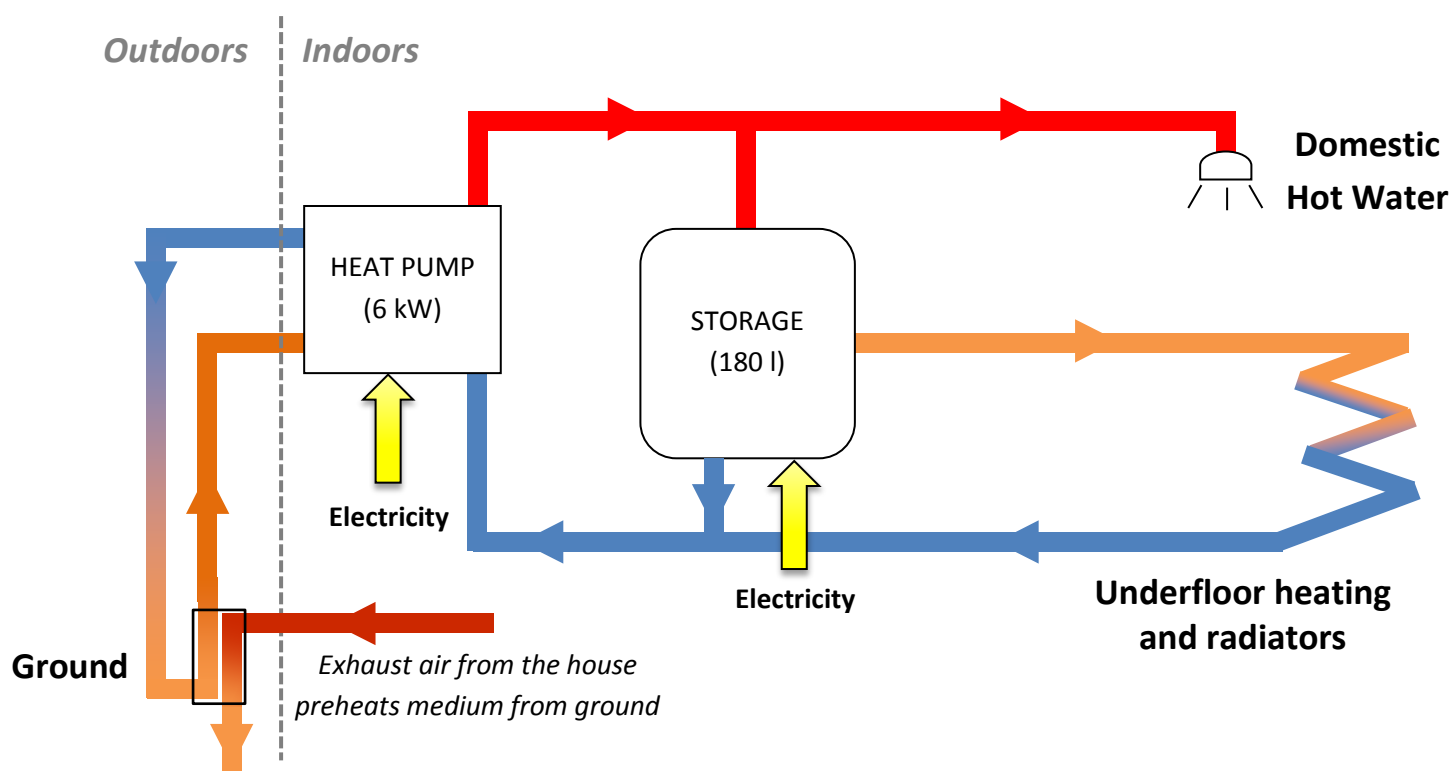 Outdoors
Indoors
Domestic
Hot Water
HEAT PUMP
(6 kW)
STORAGE
(180 l)
Electricity
Electricity
Underfloor heating
and radiators
Ground
Exhaust air from the house
preheats medium from ground